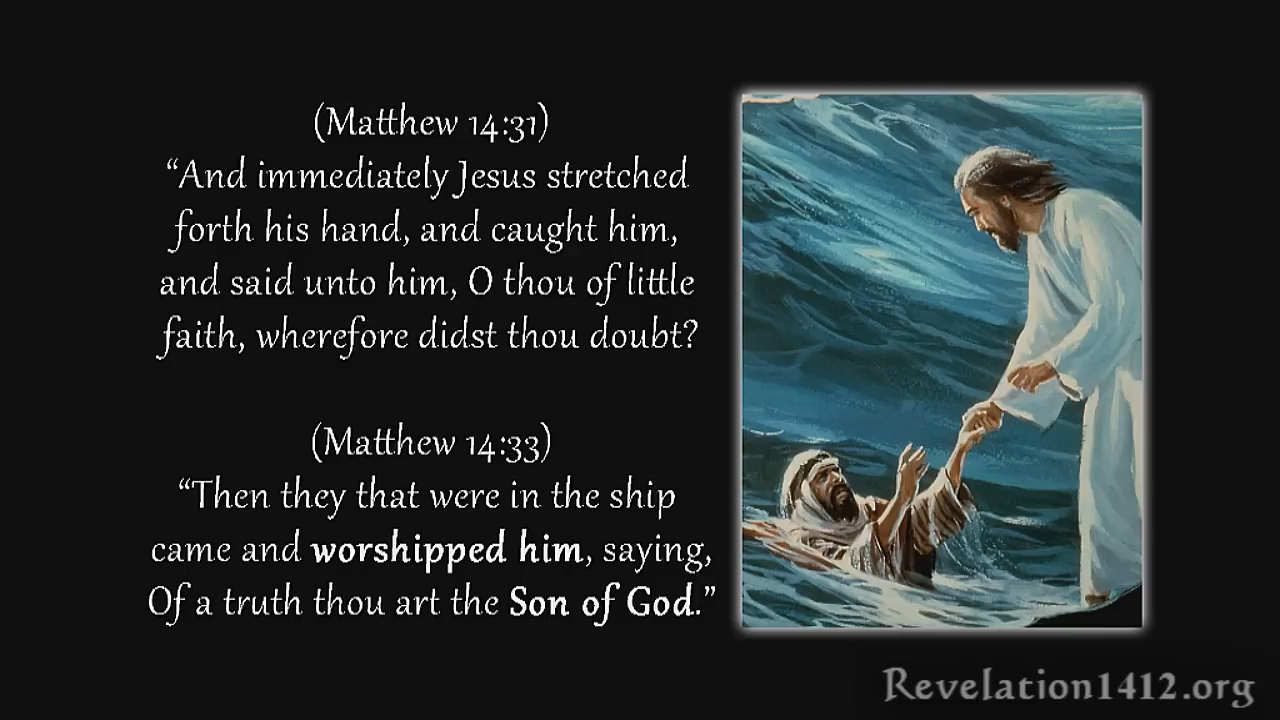 (Matthew 14:31)
“And immediately Jesus stretched
forth his hand, and caught him,
and said unto him, O thou of little
faith, wherefore didst thou doubt?
(Matthew 14:33)
“Then they that were in the ship
came and worshipped him, saying,
Of a truth thou art the Son of God.”
Revelation1412.org